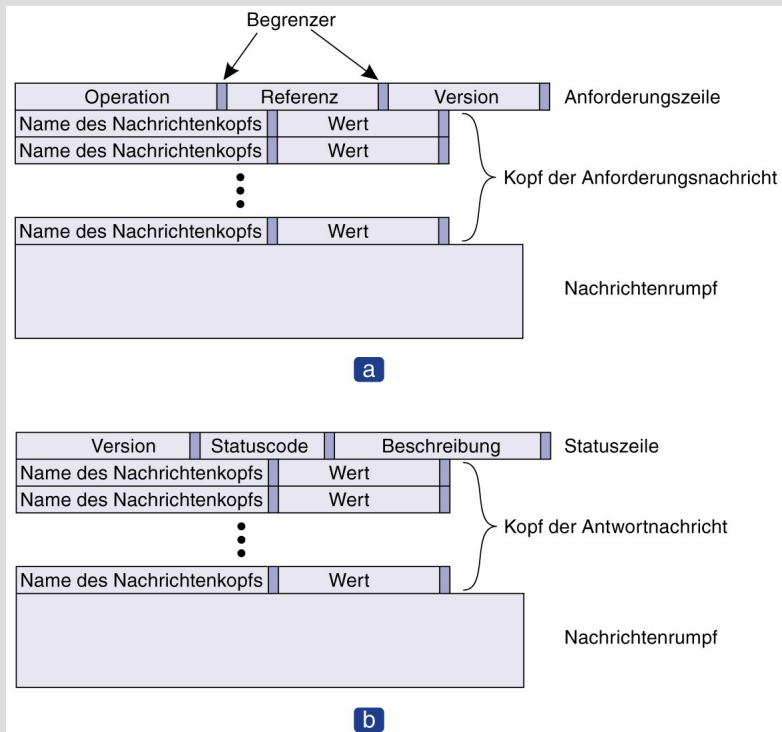 Begrenzer
Operation Referenz Version Anforderungszeile
Name des Nachrichtenkopfs Wert
Name des Nachrichtenkopfs Wert
Kopf der Anforderungsnachricht
Name des Nachrichtenkopfs Wert
Nachrichtenrumpf
a
Version Statuscode Beschreibung Statuszeile
Name des Nachrichtenkopfs Wert
Name des Nachrichtenkopfs Wert
Kopf der Antwortnachricht
Name des Nachrichtenkopfs Wert
Nachrichtenrumpf
b